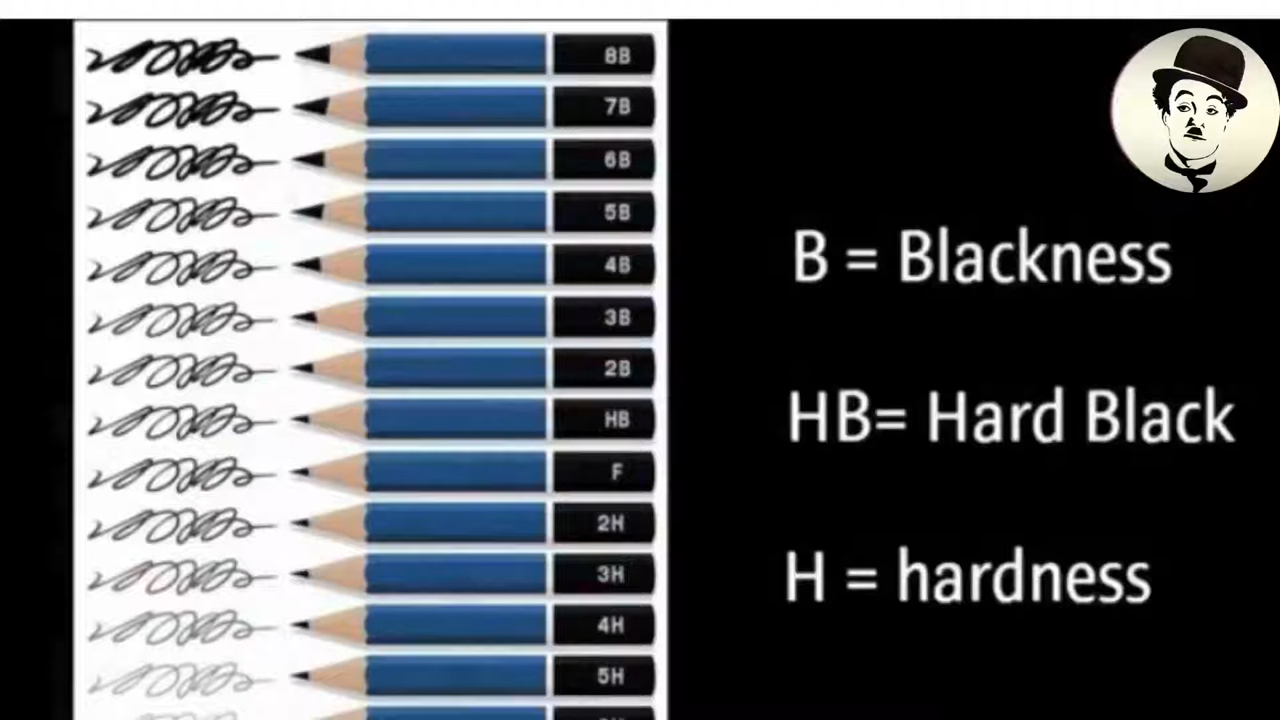 8B
7B
6B
5B
4B
3B
2B
HB
F
2H
3H
4H
5H
B = Blackness
HB= Hard Black
H = hardness